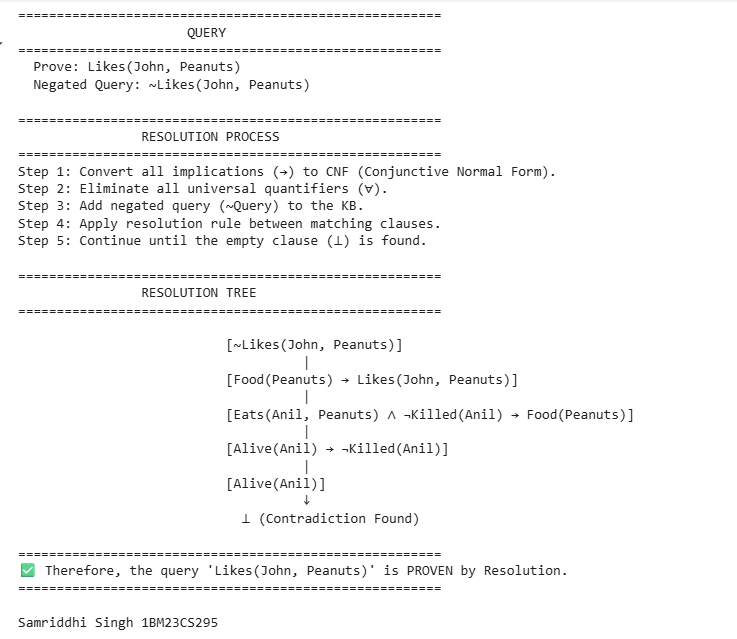 =======================================================
QUERY
=======================================================
Prove: Likes(John, Peanuts)
Negated Query: ~Likes(John, Peanuts)
=======================================================
RESOLUTION PROCESS
=======================================================
Step 1: Convert all implications (→) to CNF (Conjunctive Normal Form).
Step 2: Eliminate all universal quantifiers (∀).
Step 3: Add negated query (~Query) to the KB.
Step 4: Apply resolution rule between matching clauses.
Step 5: Continue until the empty clause (⊥) is found.
=======================================================
RESOLUTION TREE
=======================================================
[~Likes(John, Peanuts)]
|
[Food(Peanuts) → Likes(John, Peanuts)]
|
[Eats(Anil, Peanuts) ∧ ¬Killed(Anil) → Food(Peanuts)]
|
[Alive(Anil) → ¬Killed(Anil)]
|
[Alive(Anil)]
↓
⊥ (Contradiction Found)
=======================================================
✅ Therefore, the query 'Likes(John, Peanuts)' is PROVEN by Resolution.
=======================================================
Samriddhi Singh 1BM23CS295